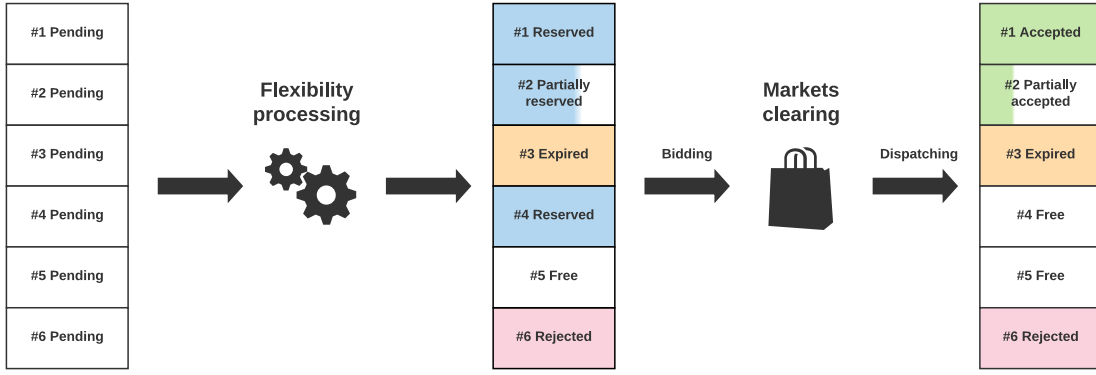 #1 Pending
#2 Pending
#3 Pending
#4 Pending
#5 Pending
#6 Pending
Flexibility
processing
#1 Reserved
#2 Partially
reserved
#3 Expired
#4 Reserved
#5 Free
#6 Rejected
Bidding
Markets
clearing
Dispatching
#1 Accepted
#2 Partially
accepted
#3 Expired
#4 Free
#5 Free
#6 Rejected